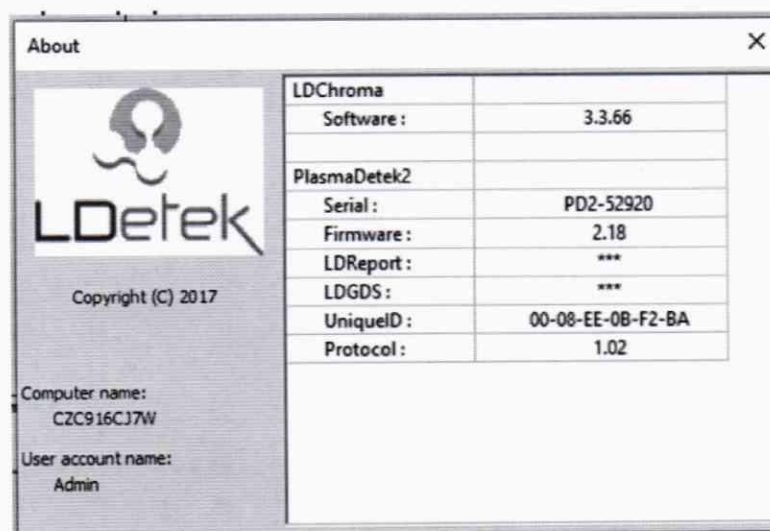 About
LDetek
Copyright (C) 2017
Computer name:
CZC916CJ7W
User account name:
Admin
LDChroma
Software : 3.3.66
PlasmaDetek2
Serial : PD2-52920
Firmware : 2.18
LDReport : ***
LDGDS : ***
UniqueID : 00-08-EE-0B-F2-BA
Protocol : 1.02